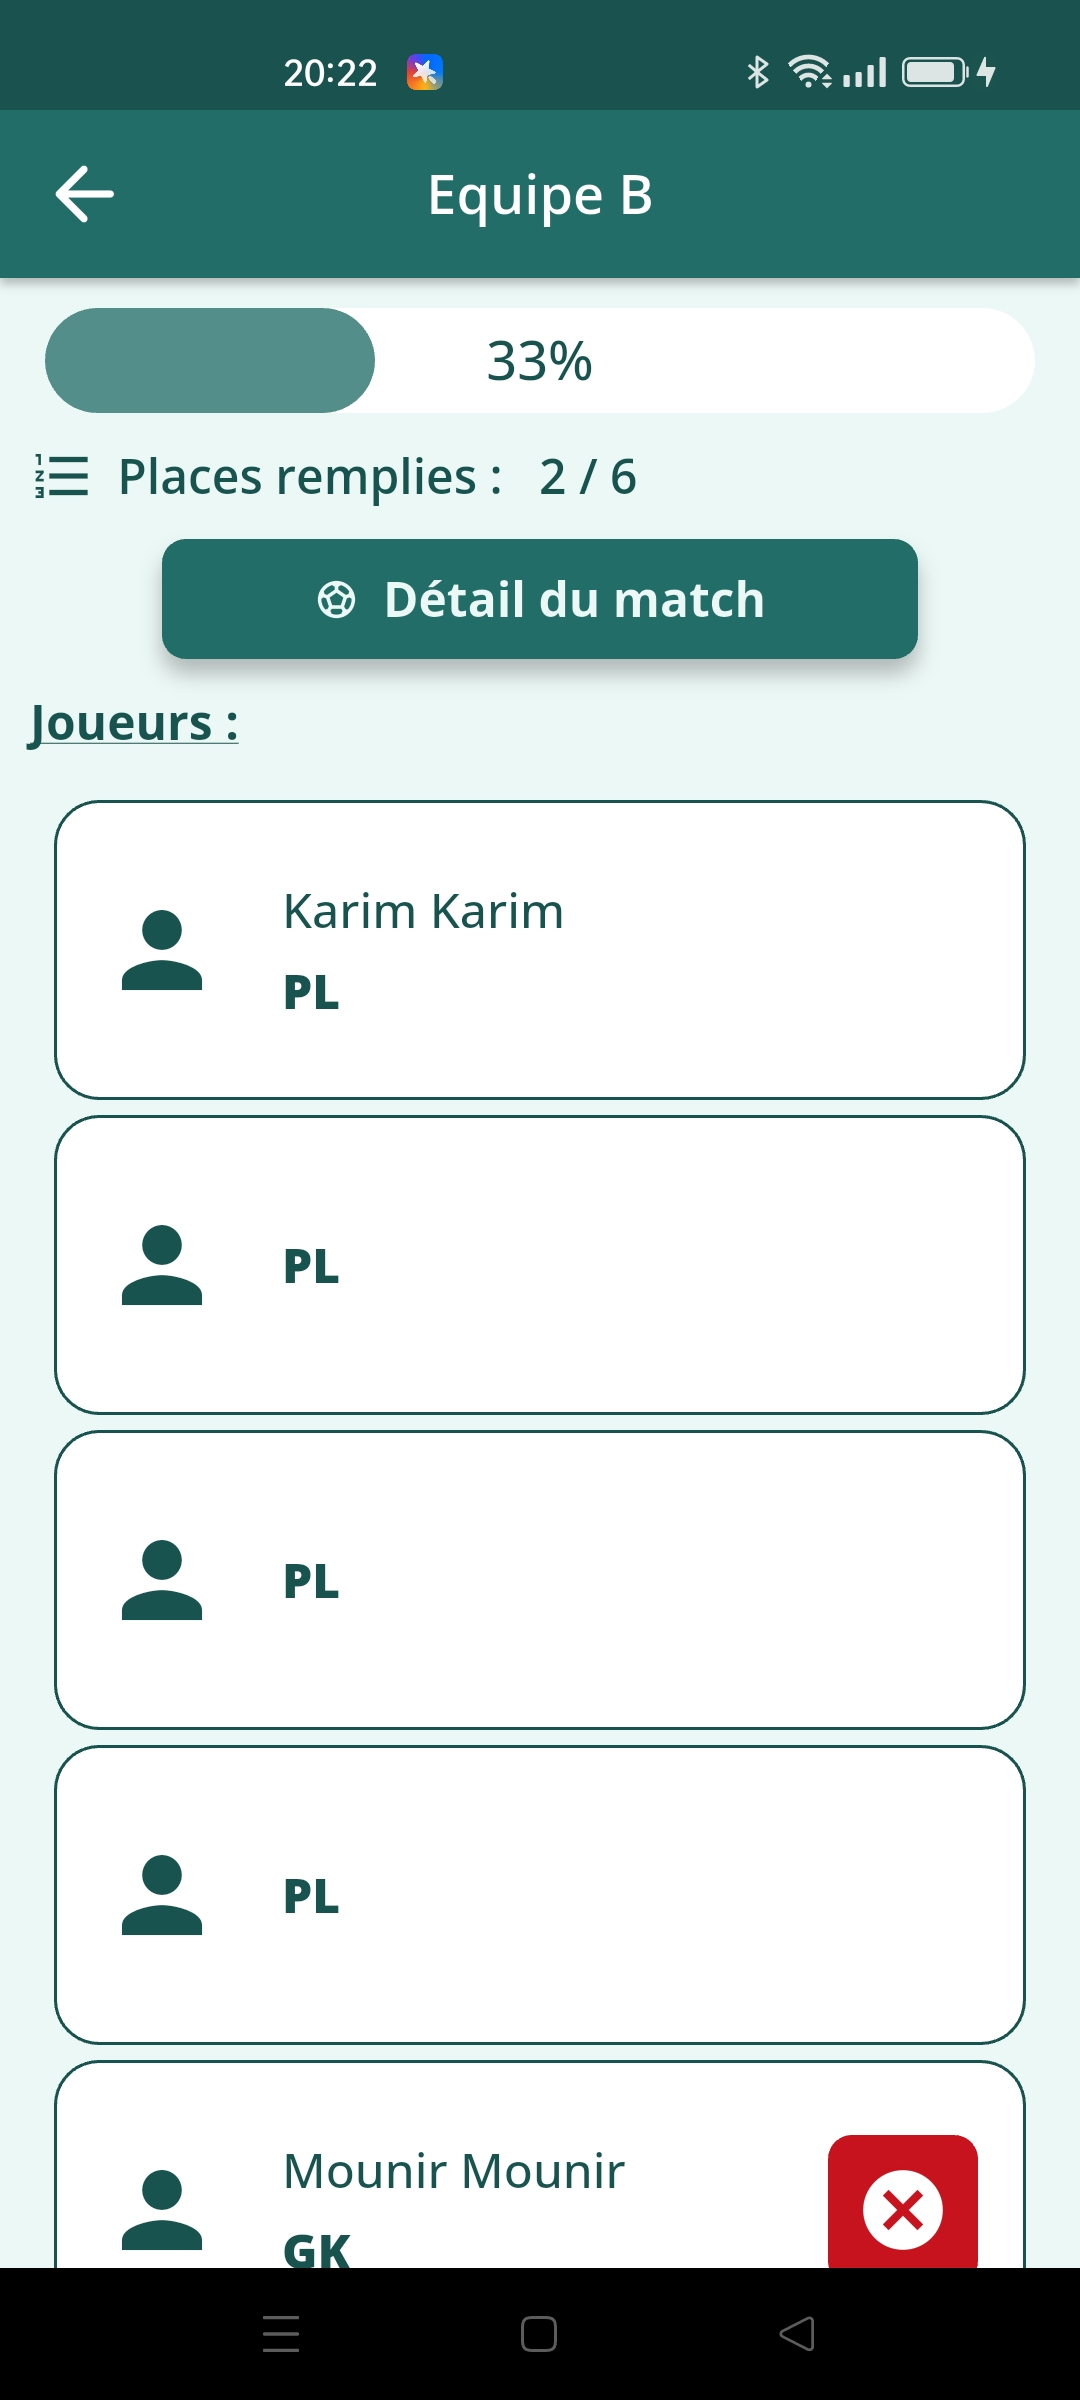 20:22
Equipe B
33%
Places remplies : 2 / 6
Détail du match
Joueurs :
Karim Karim
PL
PL
PL
PL
Mounir Mounir
GK